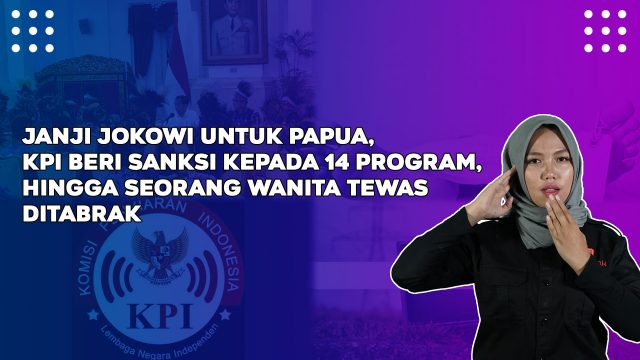 JANJI JOKOWI UNTUK PAPUA,
KPI BERI SANKSI KEPADA 14 PROGRAM,
HINGGA SEORANG WANITA TEWAS
DITABRAK
KOMISI PENYIARAN INDONESIA
KPI
Lembaga Negara Independen